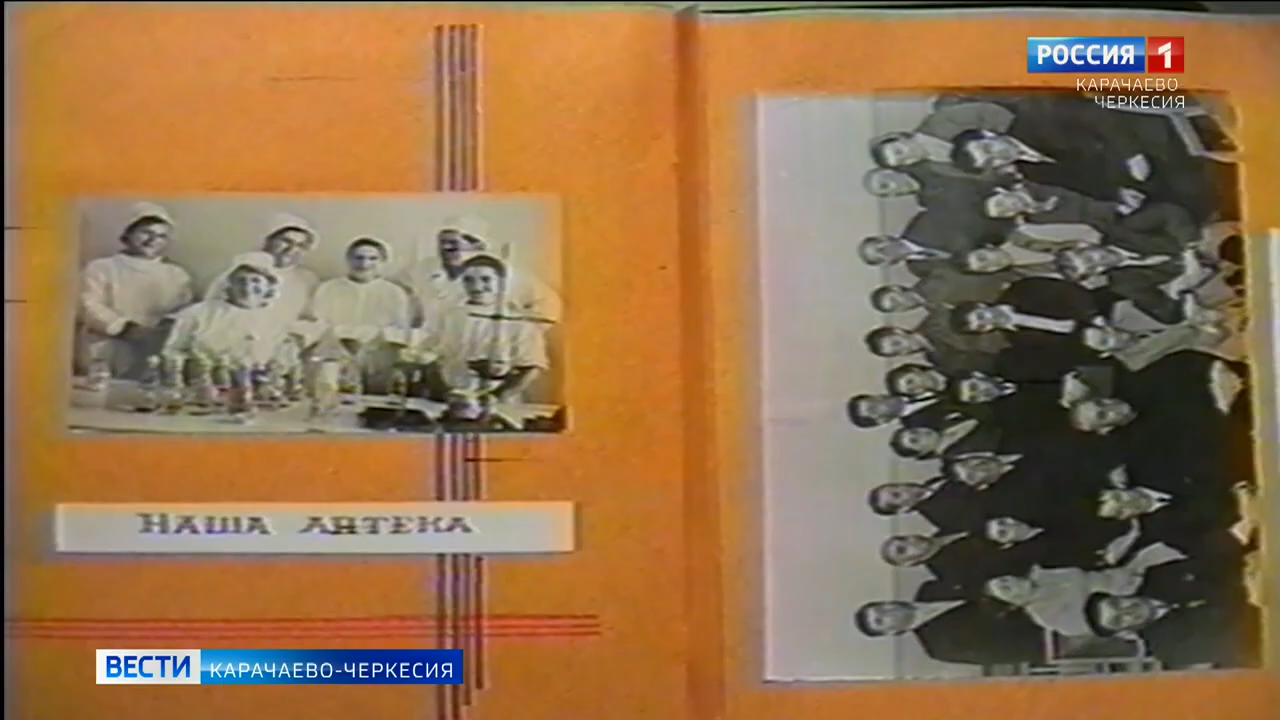 РОССИЯ 1
КАРАЧАЕВО
ЧЕРКЕСИЯ
НАША АПТЕКА
ВЕСТИ КАРАЧАЕВО-ЧЕРКЕСИЯ